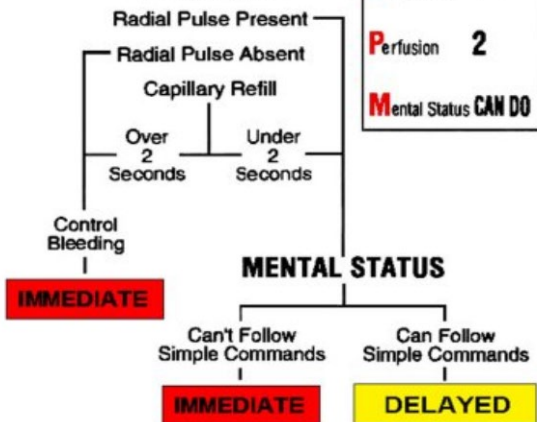 Radial Pulse Present
Radial Pulse Absent
Capillary Refill
Over
2
Seconds
Under
2
Seconds
Control
Bleeding
IMMEDIATE
Perfusion 2
Mental Status CAN DO
MENTAL STATUS
Can't Follow
Simple Commands
IMMEDIATE
Can Follow
Simple Commands
DELAYED